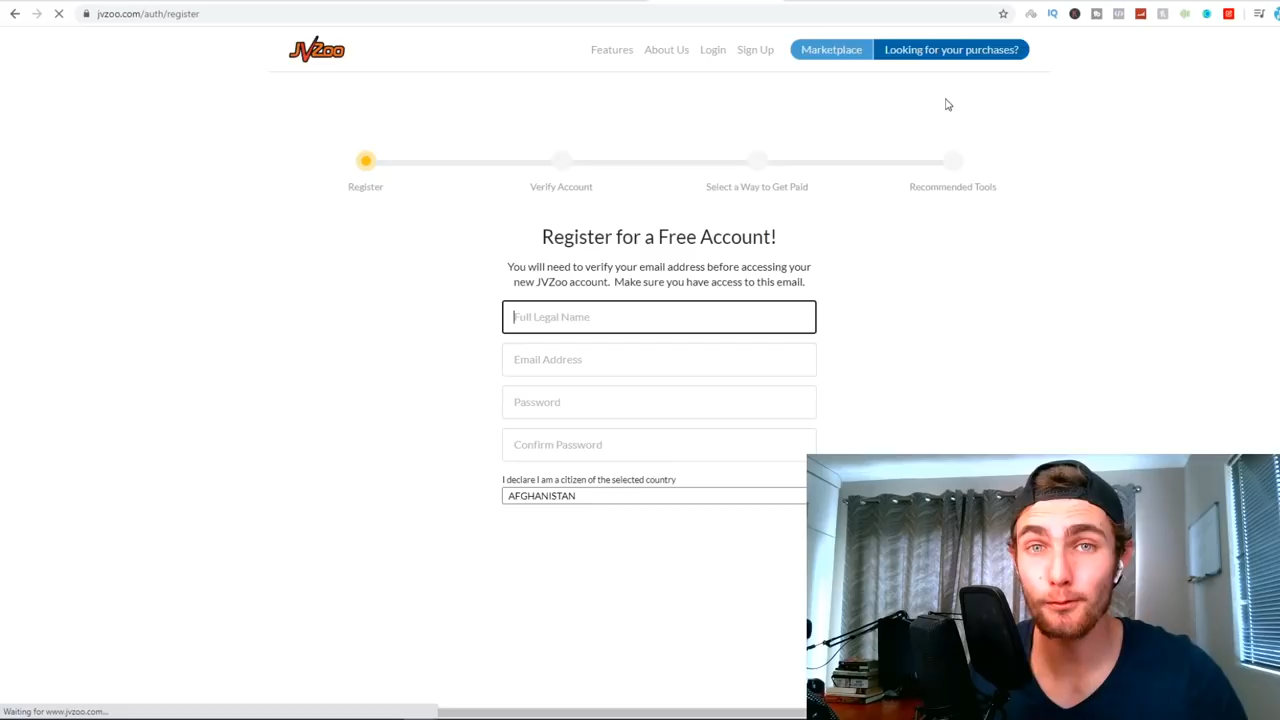 jvzoo.com/auth/register
JVZoo
Features
About Us
Login
Sign Up
Marketplace
Looking for your purchases?
Register
Verify Account
Select a Way to Get Paid
Recommended Tools
Register for a Free Account!
You will need to verify your email address before accessing your
new JVZoo account. Make sure you have access to this email.
Full Legal Name
Email Address
Password
Confirm Password
I declare I am a citizen of the selected country
AFGHANISTAN
Waiting for www.jvzoo.com...